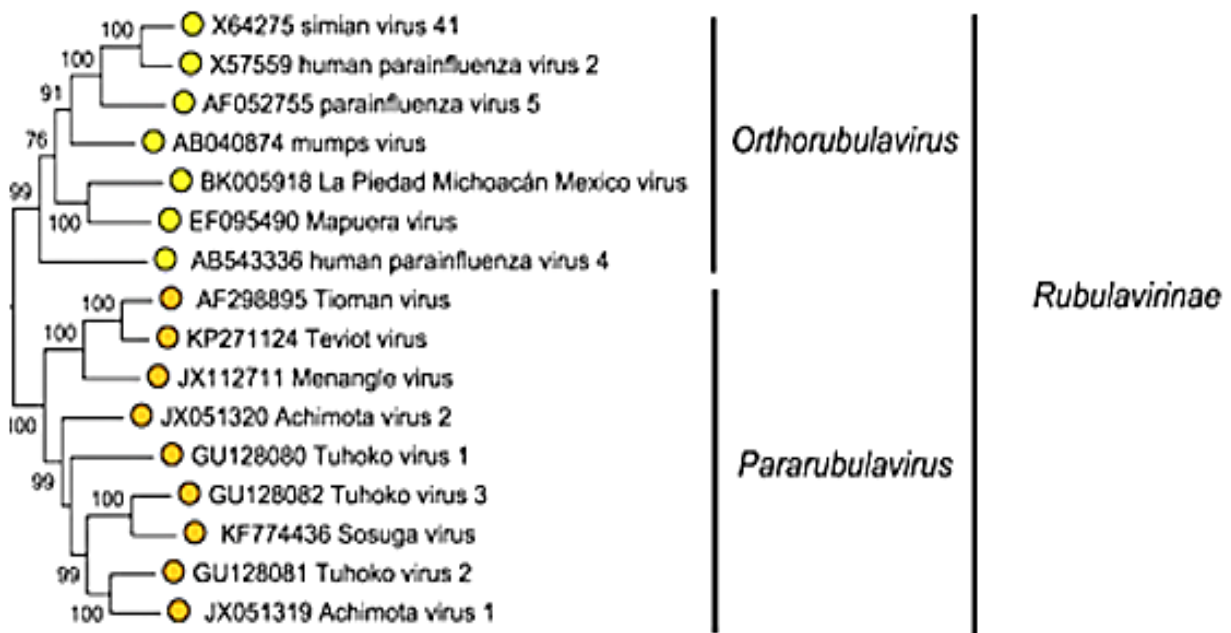 100
X64275 simian virus 41
100
X57559 human parainfluenza virus 2
91
AF052755 parainfluenza virus 5
76
AB040874 mumps virus
Orthorubulavirus
99
BK005918 La Piedad Michoacán Mexico virus
100
EF095490 Mapuera virus
AB543336 human parainfluenza virus 4
100
AF298895 Tioman virus
Rubulavirinae
100
KP271124 Teviot virus
JX112711 Menangle virus
100
JX051320 Achimota virus 2
GU128080 Tuhoko virus 1
Pararubulavirus
99
100
GU128082 Tuhoko virus 3
KF774436 Sosuga virus
99
GU128081 Tuhoko virus 2
100
JX051319 Achimota virus 1